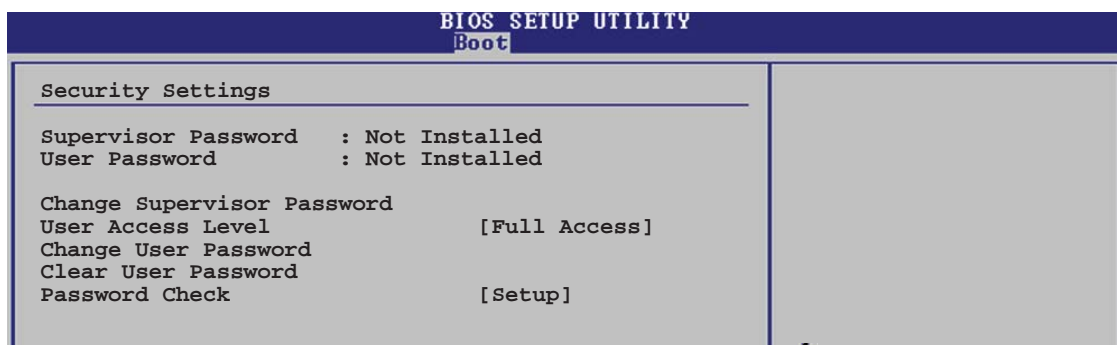 BIOS SETUP UTILITY
Boot
Security Settings
Supervisor Password : Not Installed
User Password : Not Installed
Change Supervisor Password
User Access Level [Full Access]
Change User Password
Clear User Password
Password Check [Setup]